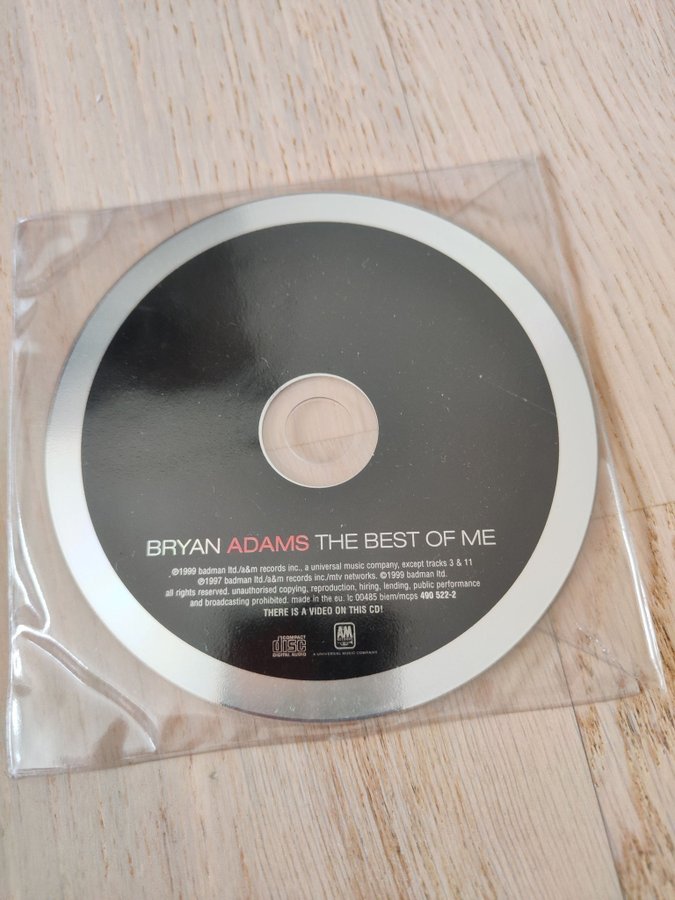 BRYAN ADAMS THE BEST OF ME
℗1999 badman ltd./a&m records inc., a universal music company, except tracks 3 & 11
℗1997 badman ltd./a&m records inc./mtv networks. ©1999 badman ltd.
all rights reserved. unauthorised copying, reproduction, hiring, lending, public performance
and broadcasting prohibited. made in the eu. lc 00485 biem/mcps 490 522-2
THERE IS A VIDEO ON THIS CD!
COMPACT
disc
DIGITAL AUDIO
A&M
RECORDS
A UNIVERSAL MUSIC COMPANY